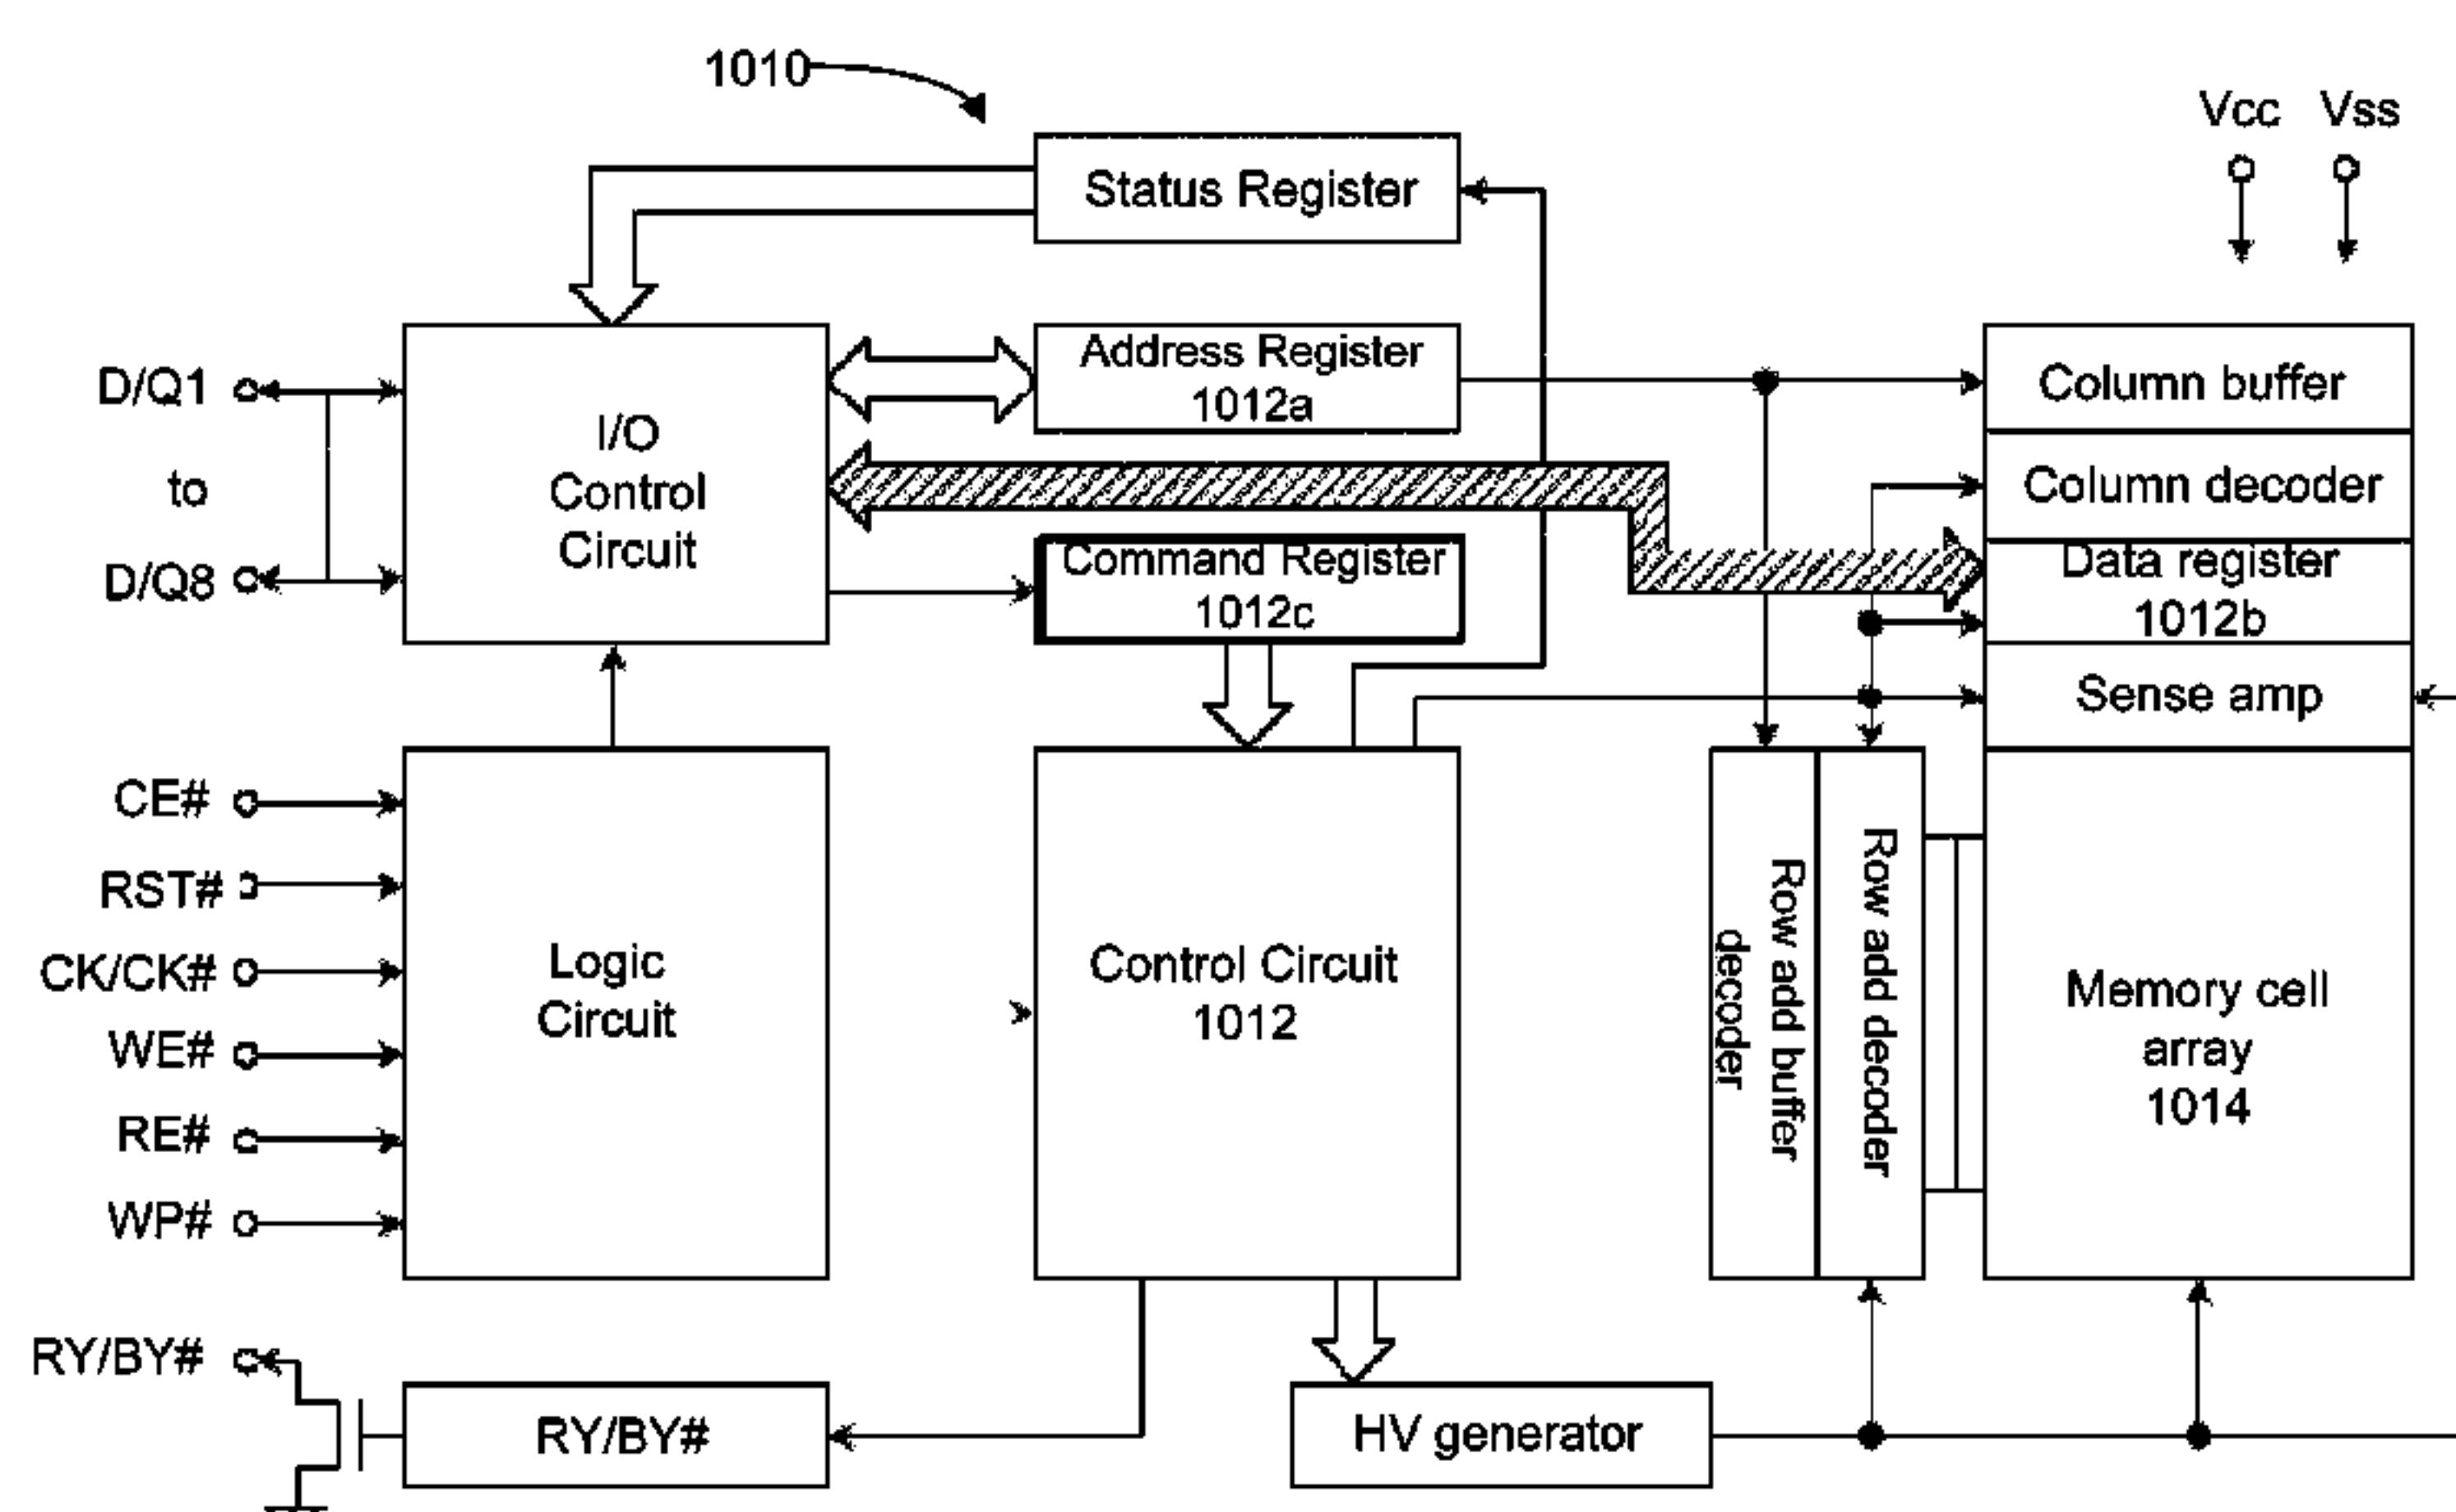 1010
Vcc
Vss
Status Register
D/Q1
to
D/Q8
I/O
Control
Circuit
Address Register
1012a
Command Register
1012c
Column buffer
Column decoder
Data register
1012b
Sense amp
CE#
RST#
CK/CK#
WE#
RE#
WP#
Logic
Circuit
Control Circuit
1012
Row add buffer
decoder
Row add decoder
Memory cell
array
1014
RY/BY#
RY/BY#
HV generator